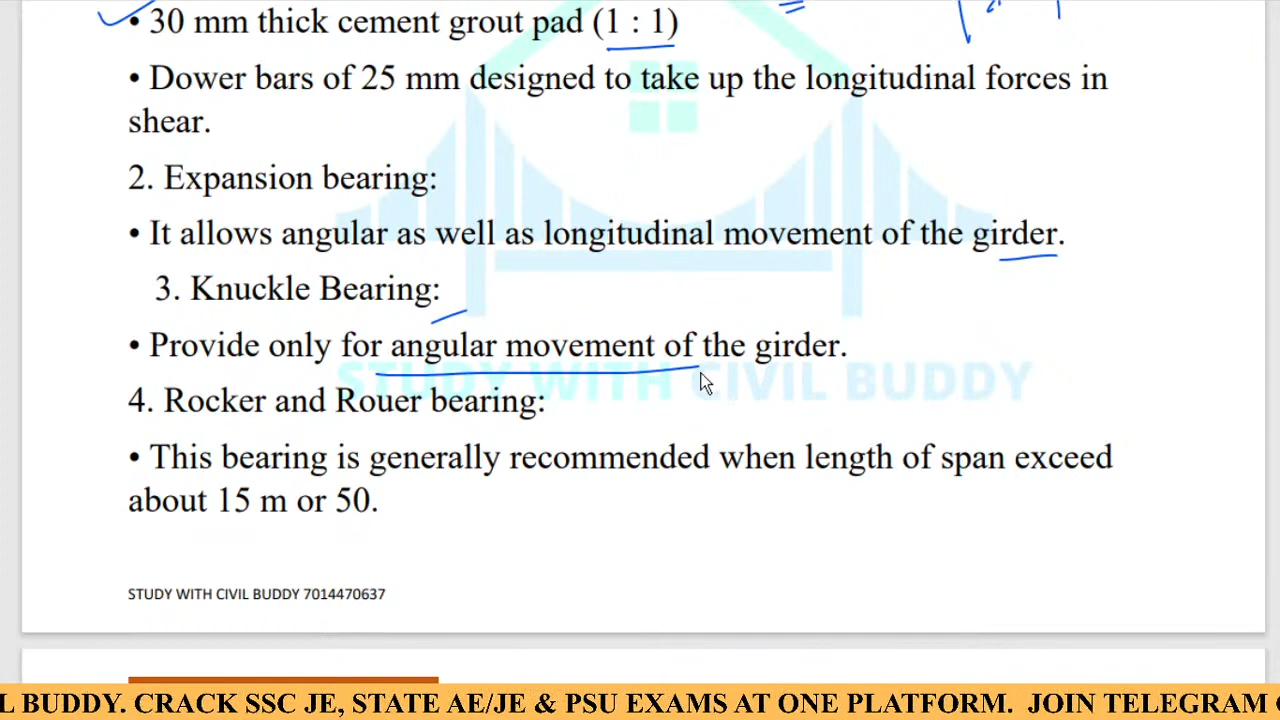 • 30 mm thick cement grout pad (1 : 1)
• Dower bars of 25 mm designed to take up the longitudinal forces in
shear.
2. Expansion bearing:
• It allows angular as well as longitudinal movement of the girder.
3. Knuckle Bearing:
• Provide only for angular movement of the girder.
STUDY WITH CIVIL BUDDY
4. Rocker and Rouer bearing:
• This bearing is generally recommended when length of span exceed
about 15 m or 50.
STUDY WITH CIVIL BUDDY 7014470637
L BUDDY. CRACK SSC JE, STATE AE/JE & PSU EXAMS AT ONE PLATFORM. JOIN TELEGRAM